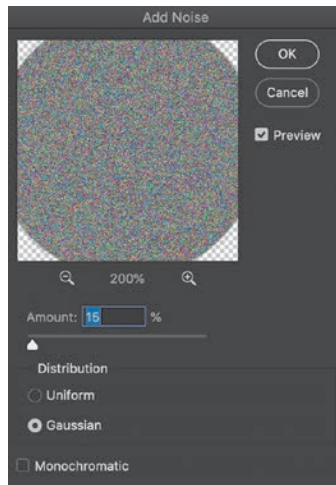 Add Noise
OK
Cancel
Preview
200%
Amount: 15 %
Distribution
Uniform
Gaussian
Monochromatic